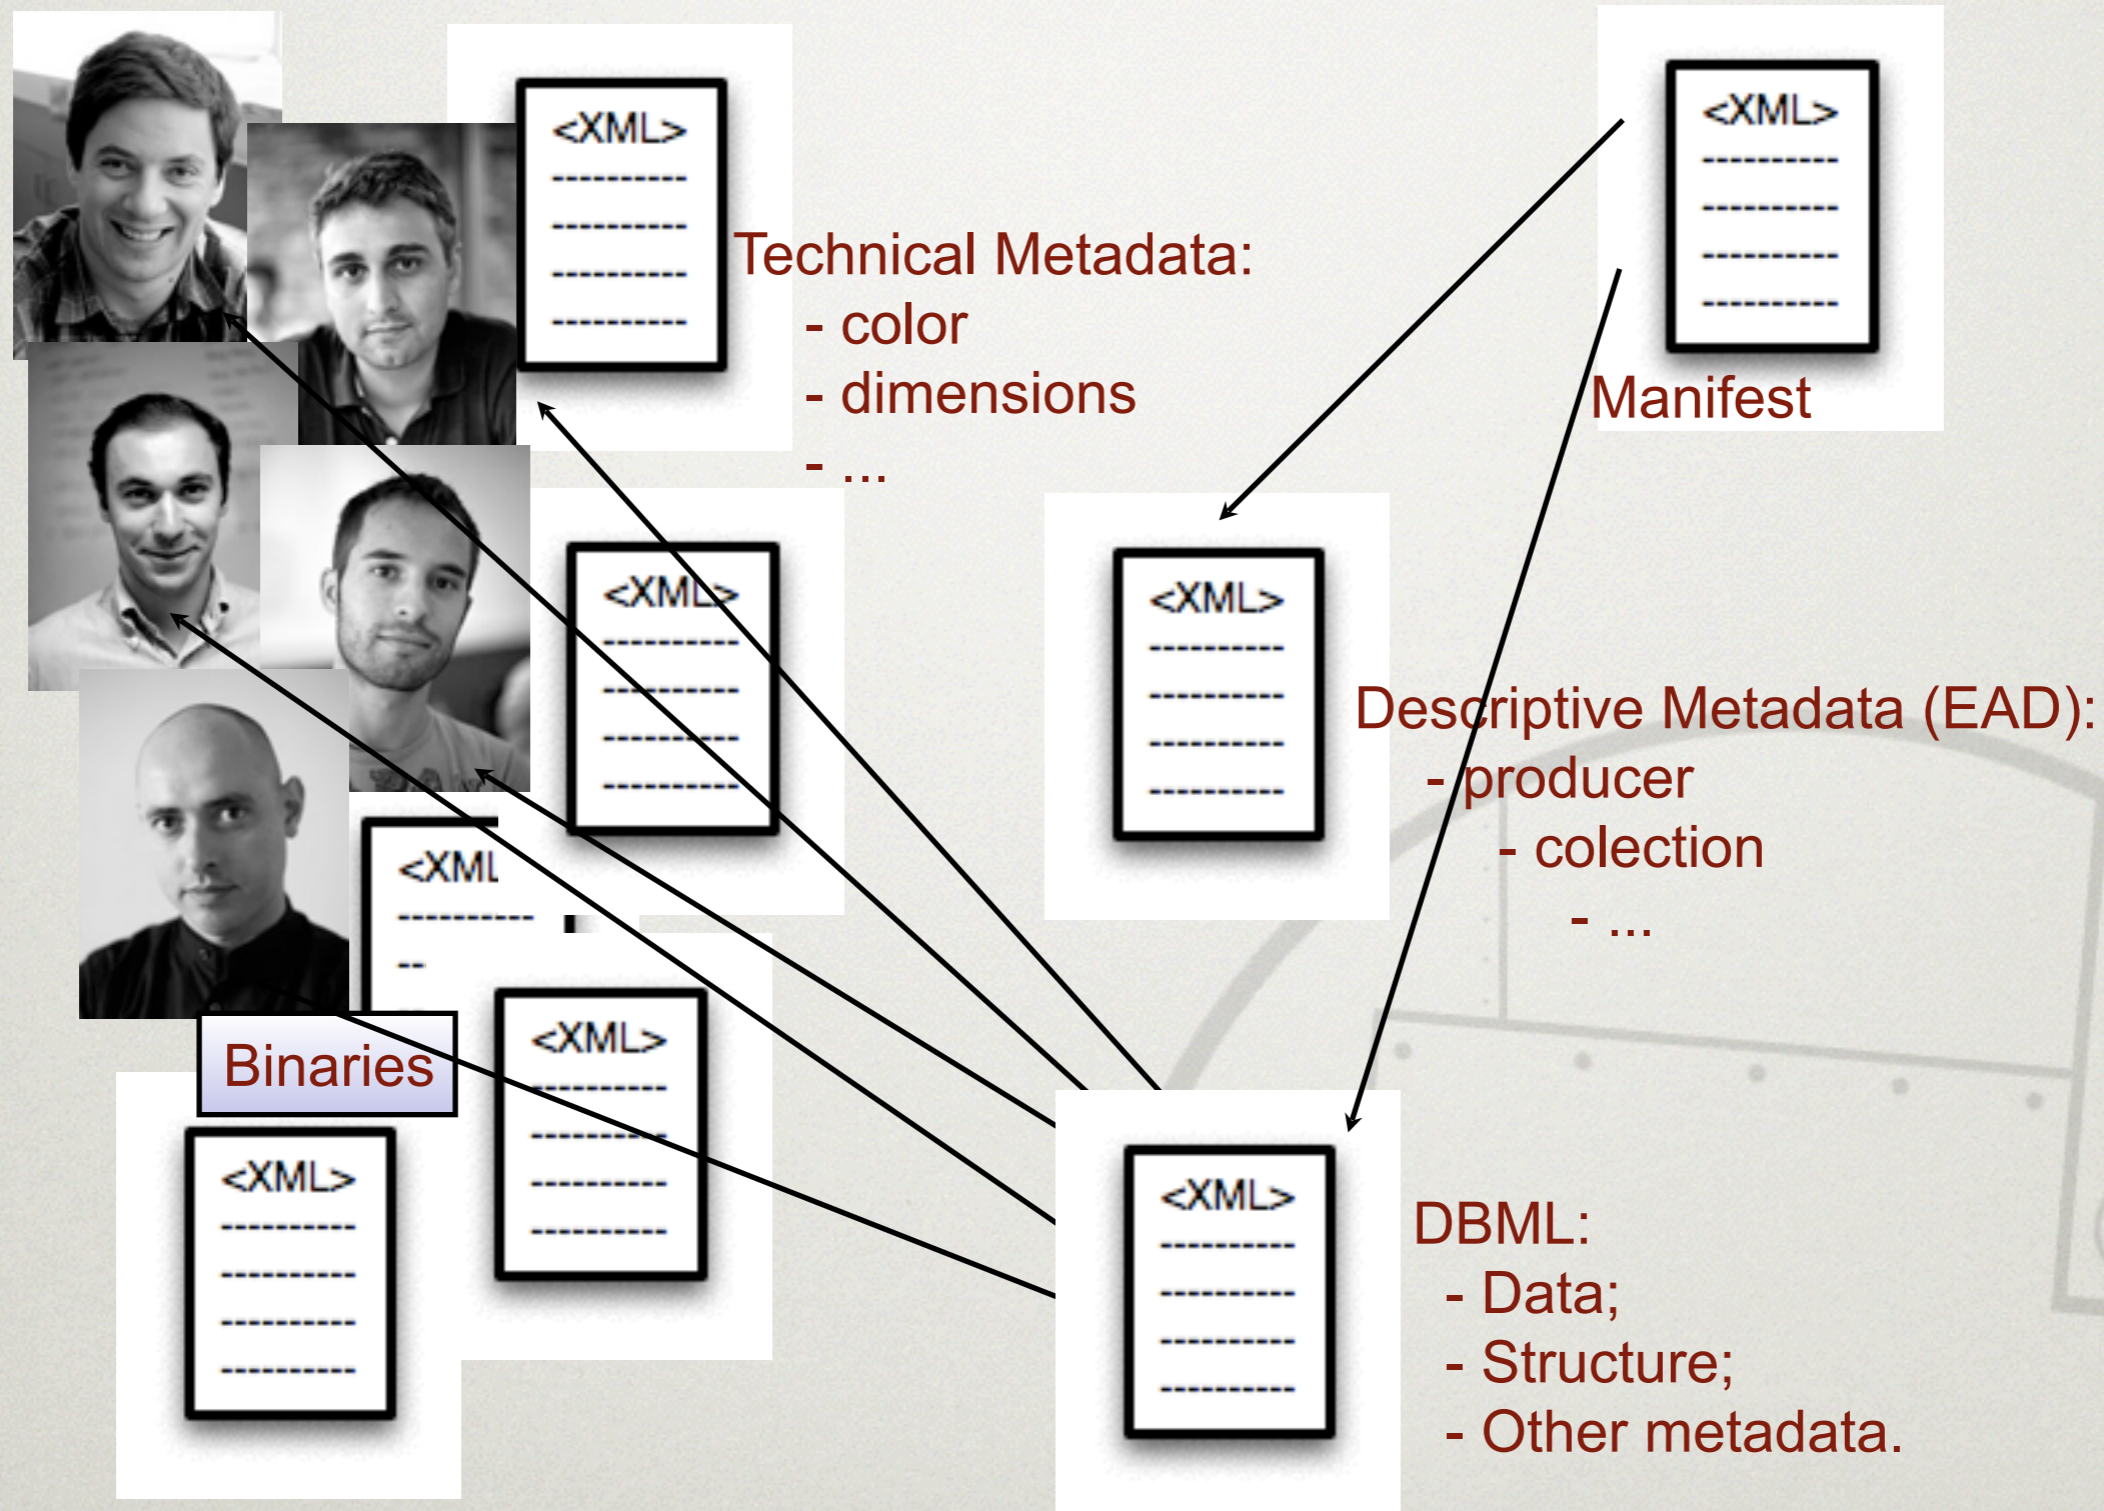 <XML>
----------
----------
----------
----------
Technical Metadata:
- color
- dimensions
- ...
<XML>
----------
----------
----------
----------
Manifest
<XML>
----------
----------
----------
----------
<XML>
----------
----------
----------
----------
Descriptive Metadata (EAD):
- producer
- colection
- ...
<XML
----------
--
Binaries
<XML>
----------
----------
----------
----------
<XML>
----------
----------
----------
----------
<XML>
----------
----------
----------
----------
DBML:
- Data;
- Structure;
- Other metadata.